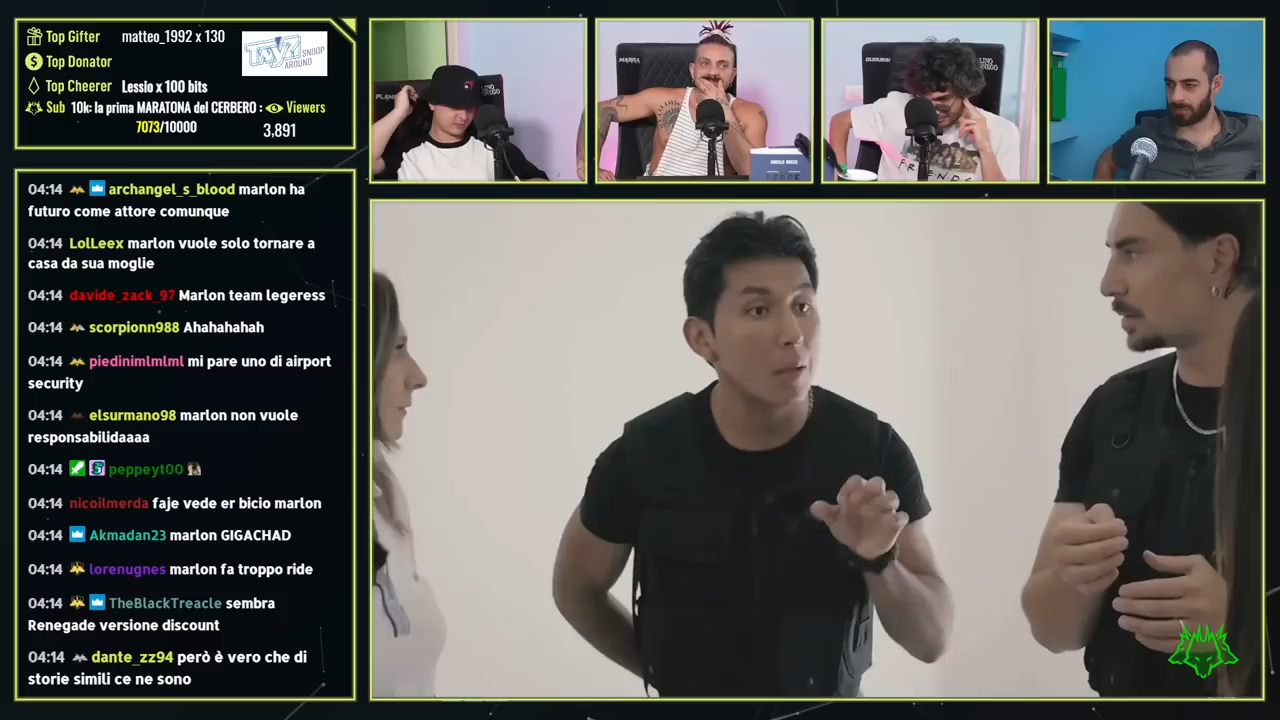 Top Gifter matteo_1992 x 130
Top Donator
Top Cheerer Lessio x 100 bits
Sub 10k: la prima MARATONA del CERBERO : Viewers
7073/10000 3,891
SNOOP
AROUND
04:14 archangel_s_blood marlon ha
futuro come attore comunque
04:14 LolLeex marlon vuole solo tornare a
casa da sua moglie
04:14 davide_zack_97 Marlon team legeress
04:14 scorpionn988 Ahahahahah
04:14 piedinimlmlml mi pare uno di airport
security
04:14 elsurmano98 marlon non vuole
responsabilidaaaa
04:14 peppeyt00
04:14 nicoilmerda faje vede er bicio marlon
04:14 Akmadan23 marlon GIGACHAD
04:14 lorenugnes marlon fa troppo ride
04:14 TheBlackTreacle sembra
Renegade versione discount
04:14 dante_zz94 però è vero che di
storie simili ce ne sono
MARRA
FRIENDS